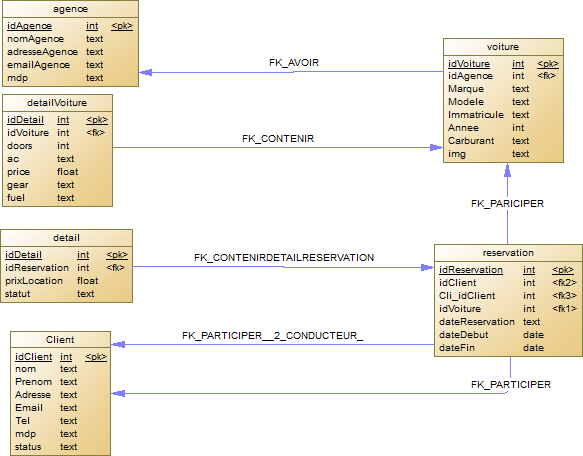 agence
idAgence int <pk>
nomAgence text
adresseAgence text
emailAgence text
mdp text
FK_AVOIR
voiture
idVoiture int <pk>
idAgence int <fk>
Marque text
Modele text
Immatricule text
Annee int
Carburant text
img text
detailVoiture
idDetail int <pk>
idVoiture int <fk>
doors int
ac text
price float
gear text
fuel text
FK_CONTENIR
FK_PARICIPER
detail
idDetail int <pk>
idReservation int <fk>
prixLocation float
statut text
FK_CONTENIRDETAILRESERVATION
reservation
idReservation int <pk>
idClient int <fk2>
Cli_idClient int <fk3>
idVoiture int <fk1>
dateReservation text
dateDebut date
dateFin date
Client
idClient int <pk>
nom text
Prenom text
Adresse text
Email text
Tel text
mdp text
status text
FK_PARTICIPER__2_CONDUCTEUR_
FK_PARTICIPER